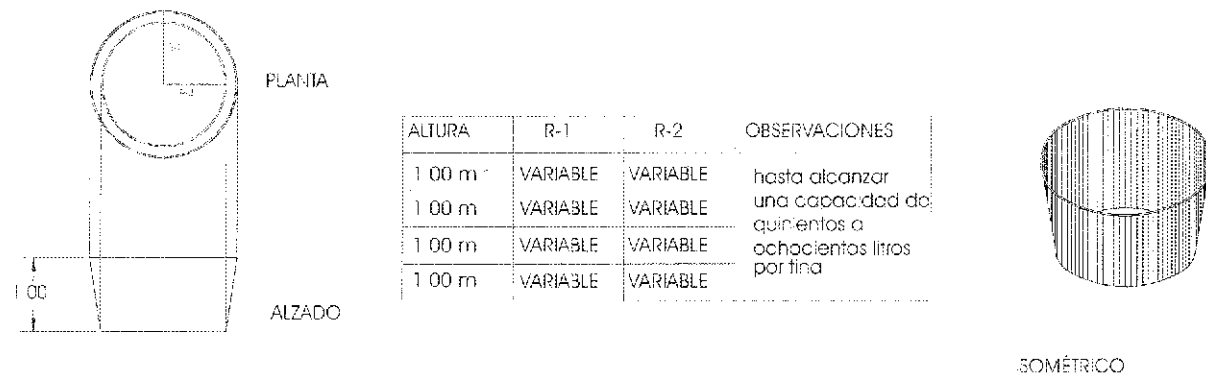 PLANTA
ALTURA R-1 R-2 OBSERVACIONES
1 00 m VARIABLE VARIABLE
1 00 m VARIABLE VARIABLE
1 00 m VARIABLE VARIABLE
1 00 m VARIABLE VARIABLE
hasta alcanzar
una capacidad de
quinientos a
ochocientos litros
por tina
1 00
ALZADO
ISOMÉTRICO